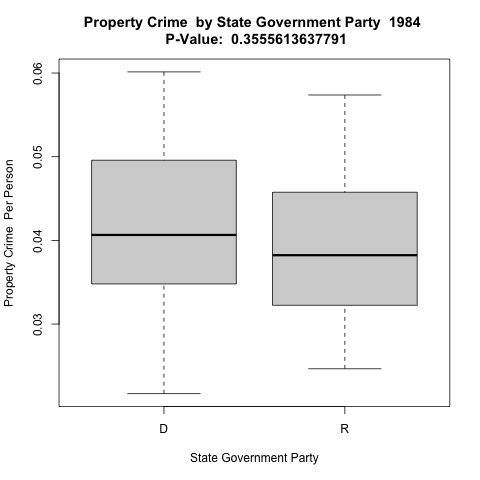 Property Crime  by State Government Party  1984
P-Value:  0.3555613637791
Property Crime  Per Person
0.06
0.05
0.04
0.03
D
R
State Government Party